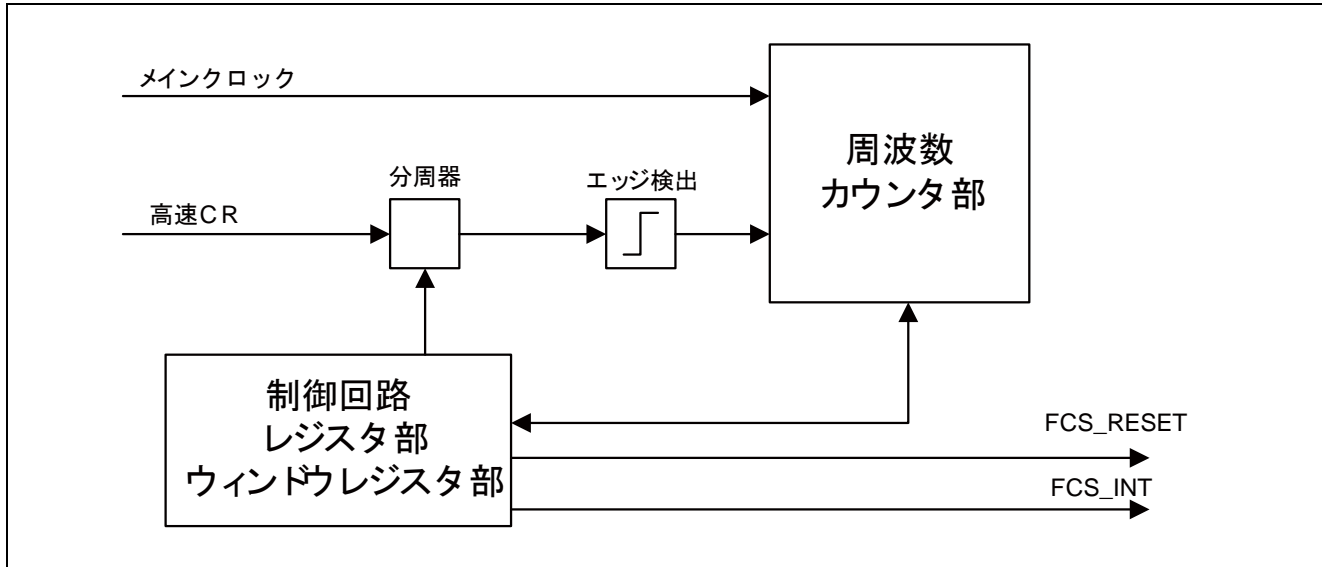 メインクロック
周波数
カウンタ部
分周器
エッジ検出
高速CR
制御回路
レジスタ部
ウィンドウレジスタ部
FCS_RESET
FCS_INT